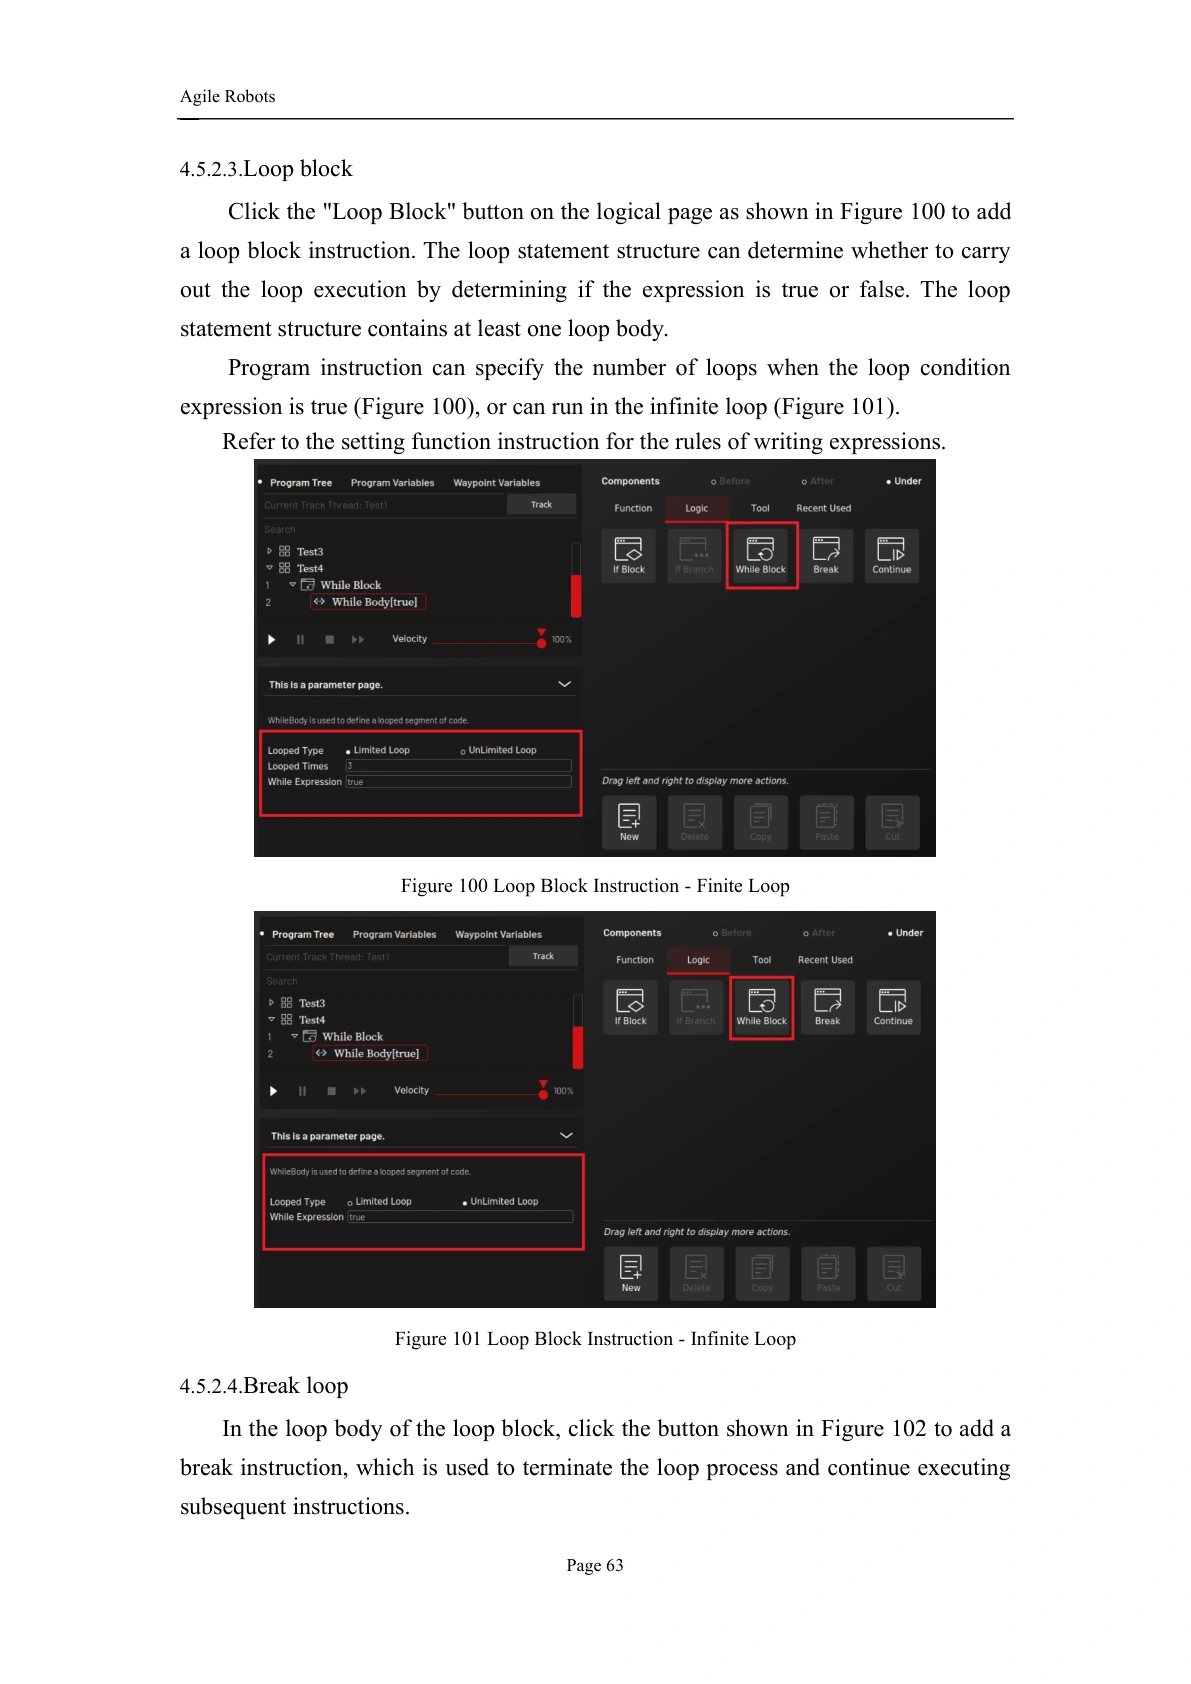 Agile Robots
4.5.2.3.Loop block
Click the "Loop Block" button on the logical page as shown in Figure 100 to add
a loop block instruction. The loop statement structure can determine whether to carry
out the loop execution by determining if the expression is true or false. The loop
statement structure contains at least one loop body.
Program instruction can specify the number of loops when the loop condition
expression is true (Figure 100), or can run in the infinite loop (Figure 101).
Refer to the setting function instruction for the rules of writing expressions.
Program Tree Program Variables Waypoint Variables
Current Track Thread: Test1 Track
Search
Test3
Test4
1 While Block
2 While Body[true]
Velocity 100%
This is a parameter page.
WhileBody is used to define a looped segment of code.
Looped Type Limited Loop UnLimited Loop
Looped Times 3
While Expression true
Components Before After Under
Function Logic Tool Recent Used
If Block If Branch While Block Break Continue
Drag left and right to display more actions.
New Delete Copy Paste Cut
Figure 100 Loop Block Instruction - Finite Loop
Program Tree Program Variables Waypoint Variables
Current Track Thread: Test1 Track
Search
Test3
Test4
1 While Block
2 While Body[true]
Velocity 100%
This is a parameter page.
WhileBody is used to define a looped segment of code.
Looped Type Limited Loop UnLimited Loop
While Expression true
Components Before After Under
Function Logic Tool Recent Used
If Block If Branch While Block Break Continue
Drag left and right to display more actions.
New Delete Copy Paste Cut
Figure 101 Loop Block Instruction - Infinite Loop
4.5.2.4.Break loop
In the loop body of the loop block, click the button shown in Figure 102 to add a
break instruction, which is used to terminate the loop process and continue executing
subsequent instructions.
Page 63